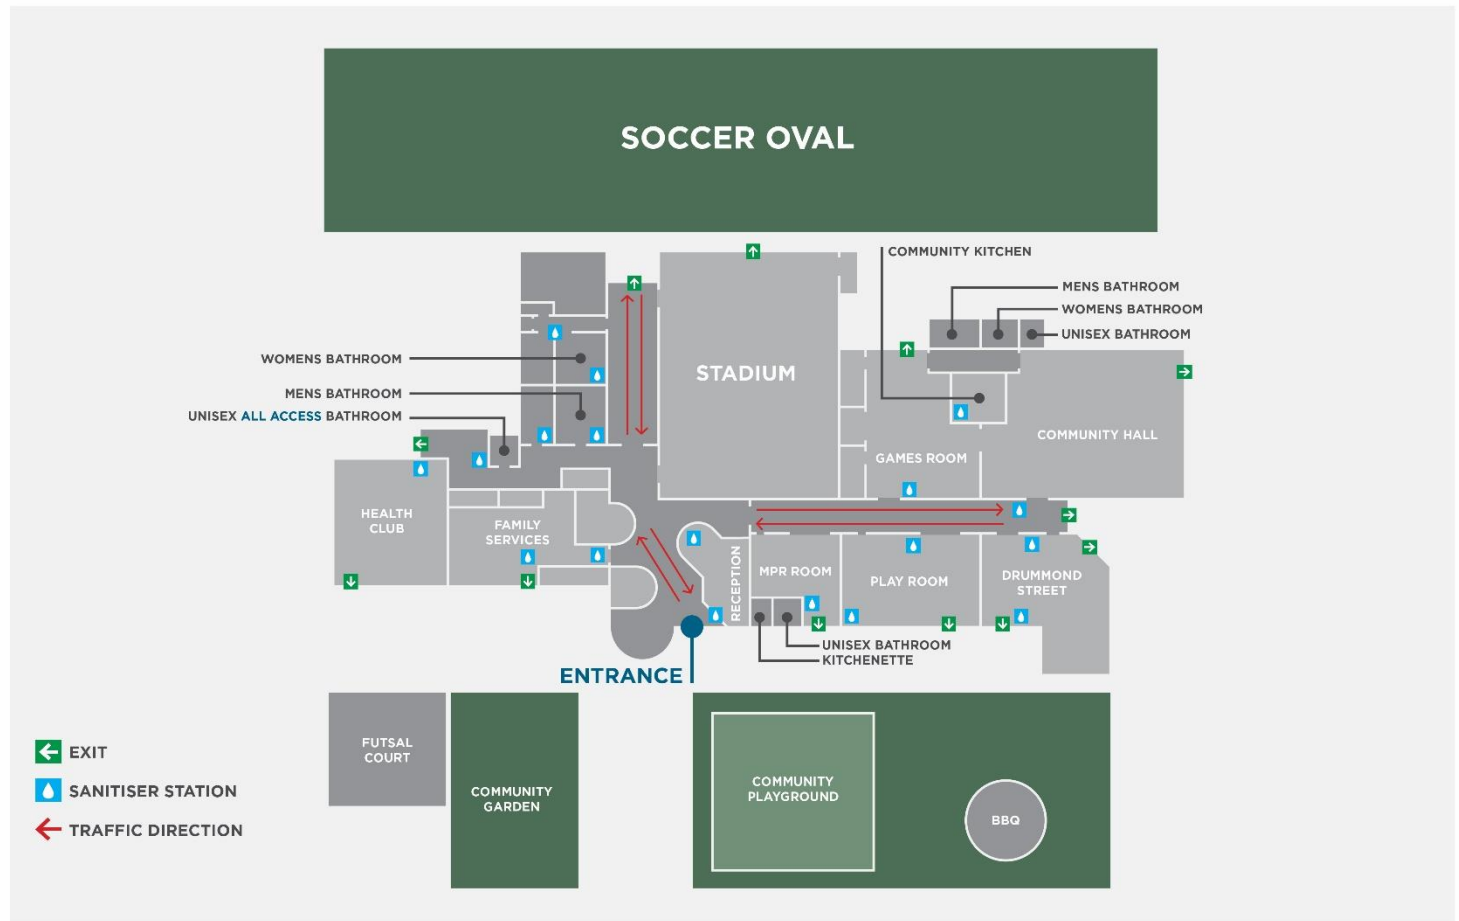 SOCCER OVAL
COMMUNITY KITCHEN
MENS BATHROOM
WOMENS BATHROOM
UNISEX BATHROOM
WOMENS BATHROOM
MENS BATHROOM
UNISEX ALL ACCESS BATHROOM
STADIUM
COMMUNITY HALL
GAMES ROOM
HEALTH
CLUB
FAMILY
SERVICES
RECEPTION
MPR ROOM
PLAY ROOM
DRUMMOND
STREET
UNISEX BATHROOM
KITCHENETTE
ENTRANCE
FUTSAL
COURT
COMMUNITY
GARDEN
COMMUNITY
PLAYGROUND
BBQ
EXIT
SANITISER STATION
TRAFFIC DIRECTION